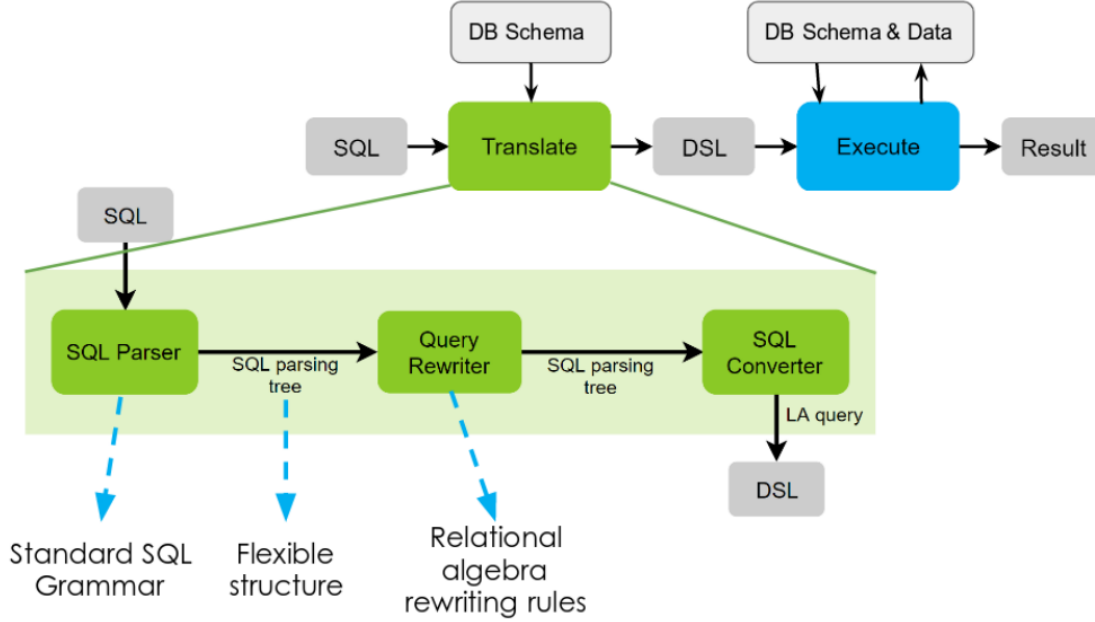 DB Schema
DB Schema & Data
SQL
Translate
DSL
Execute
Result
SQL
SQL Parser
SQL parsing
tree
Query
Rewriter
SQL parsing
tree
SQL
Converter
LA query
DSL
Standard SQL
Grammar
Flexible
structure
Relational
algebra
rewriting rules